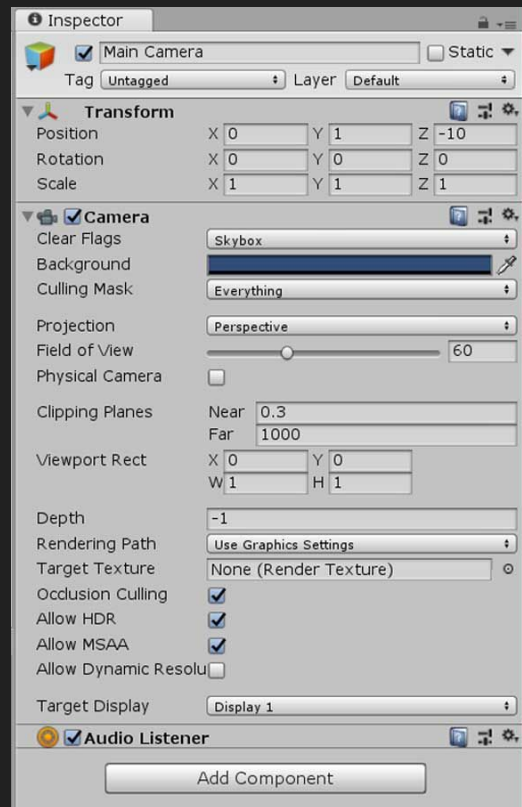 Inspector
Main Camera Static
Tag Untagged Layer Default
Transform
Position X 0 Y 1 Z -10
Rotation X 0 Y 0 Z 0
Scale X 1 Y 1 Z 1
Camera
Clear Flags Skybox
Background
Culling Mask Everything
Projection Perspective
Field of View 60
Physical Camera
Clipping Planes Near 0.3
Far 1000
Viewport Rect X 0 Y 0
W 1 H 1
Depth -1
Rendering Path Use Graphics Settings
Target Texture None (Render Texture)
Occlusion Culling
Allow HDR
Allow MSAA
Allow Dynamic Resolu
Target Display Display 1
Audio Listener
Add Component